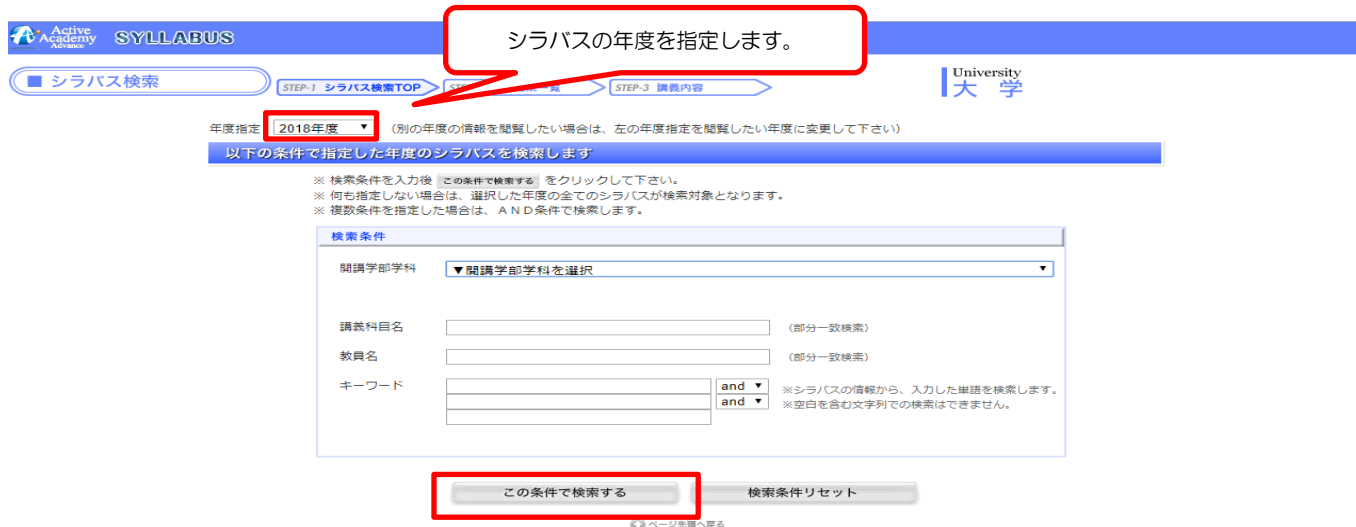 Active Academy Advance SYLLABUS
シラバスの年度を指定します。
■ シラバス検索
STEP-1 シラバス検索TOP
STEP-3 講義内容
University
大 学
年度指定 2018年度 ▼ (別の年度の情報を閲覧したい場合は、左の年度指定を閲覧したい年度に変更して下さい)
以下の条件で指定した年度のシラバスを検索します
※ 検索条件を入力後 この条件で検索する をクリックして下さい。
※ 何も指定しない場合は、選択した年度の全てのシラバスが検索対象となります。
※ 複数条件を指定した場合は、AND条件で検索します。
検索条件
開講学部学科 ▼開講学部学科を選択 ▼
講義科目名 (部分一致検索)
教員名 (部分一致検索)
キーワード and ▼ ※シラバスの情報から、入力した単語を検索します。
and ▼ ※空白を含む文字列での検索はできません。
この条件で検索する 検索条件リセット
ページ先頭へ戻る